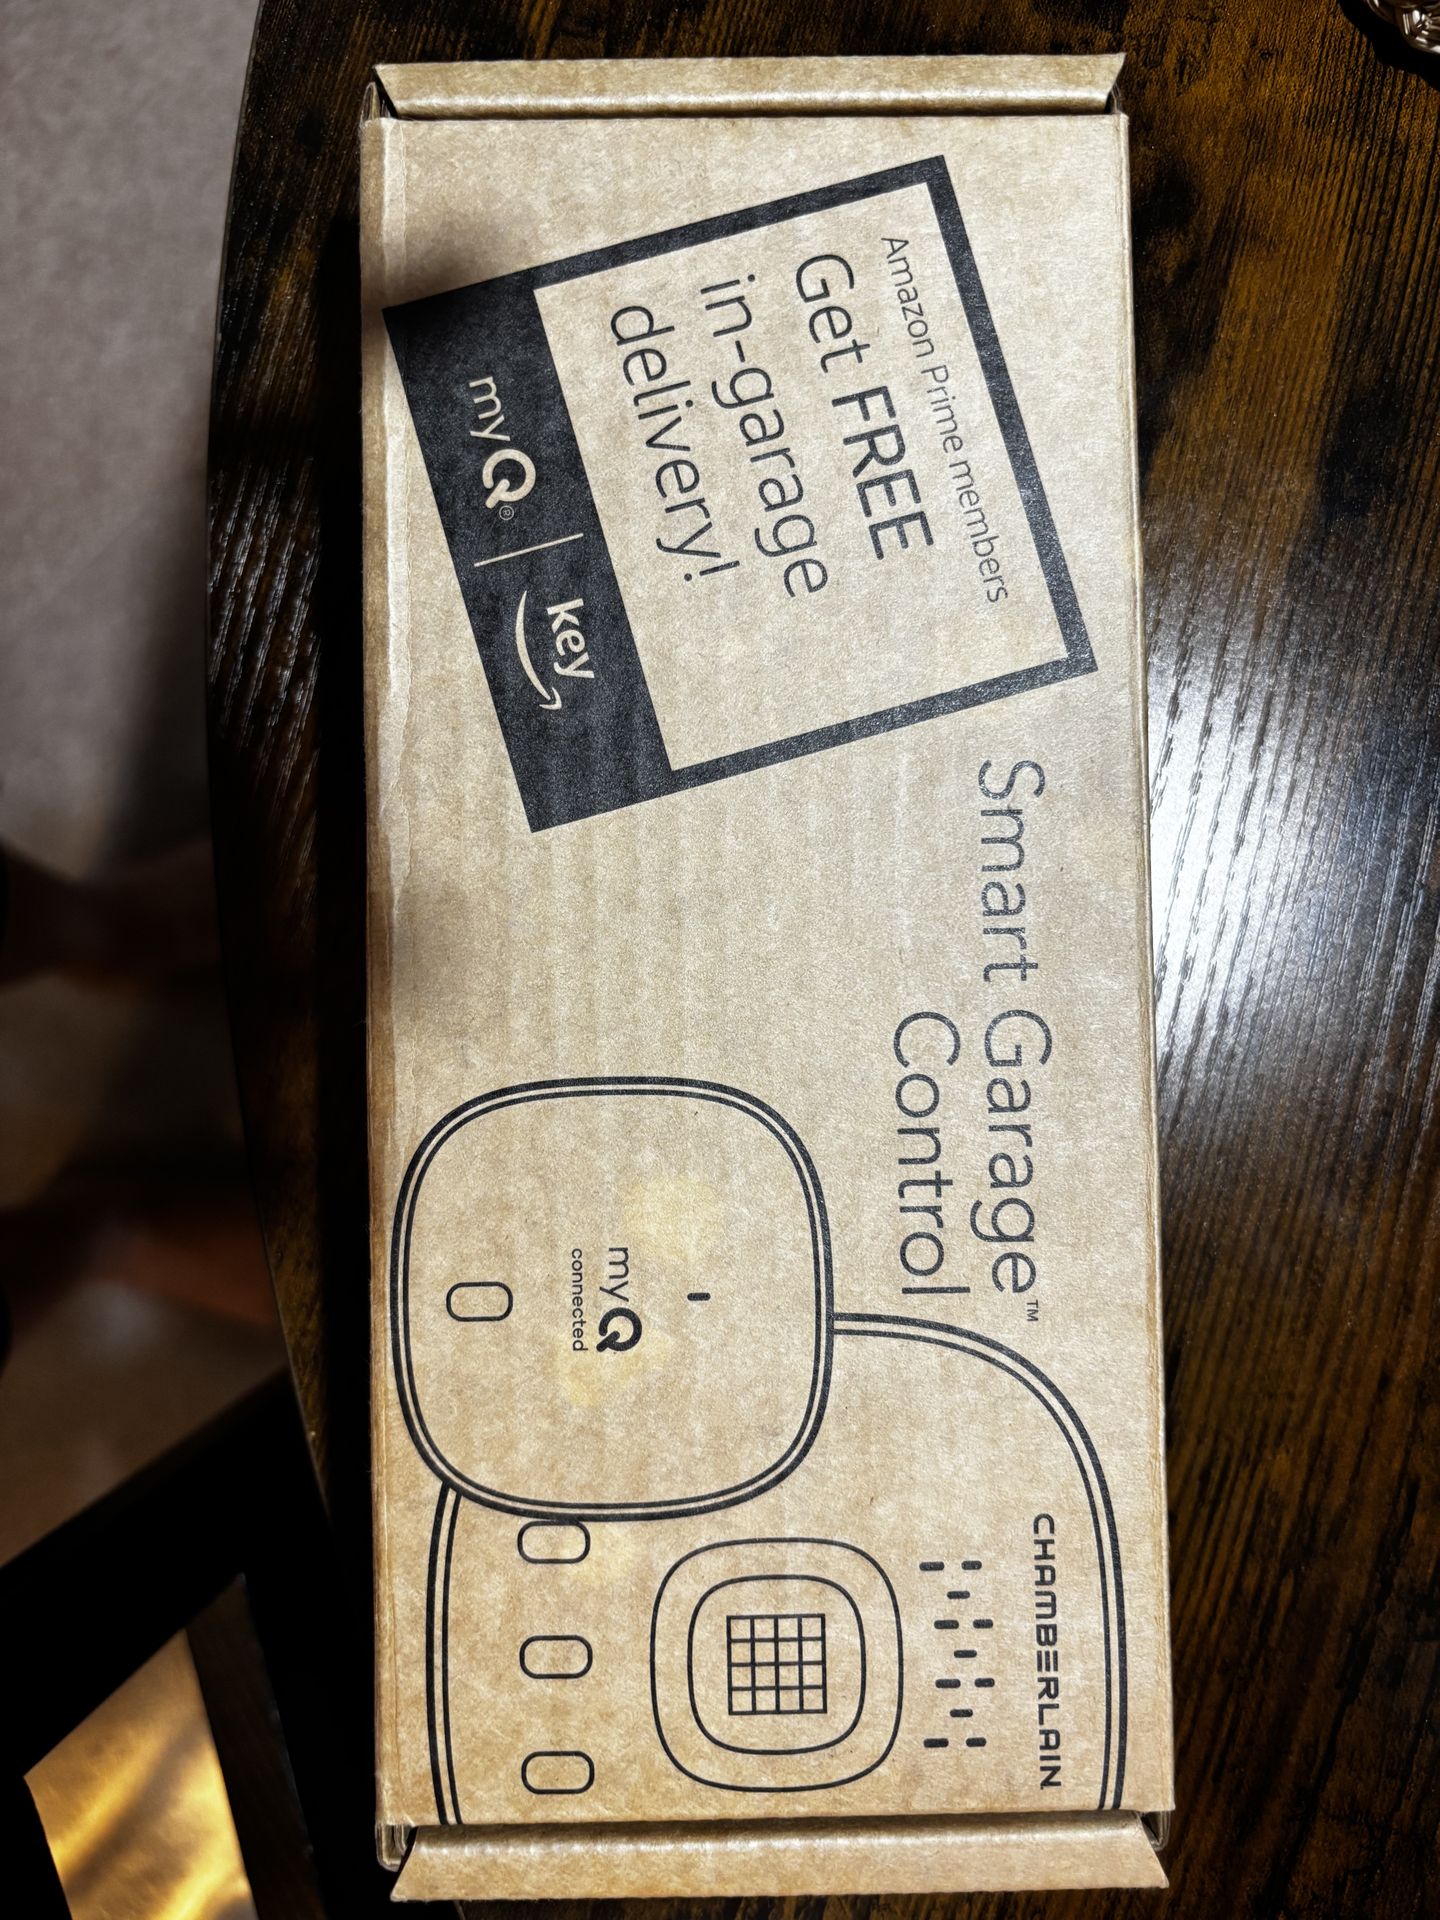 Amazon Prime members
Get FREE
in-garage
delivery!
myQ® | key
Smart Garage™
Control
CHAMBERLAIN
myQ
connected